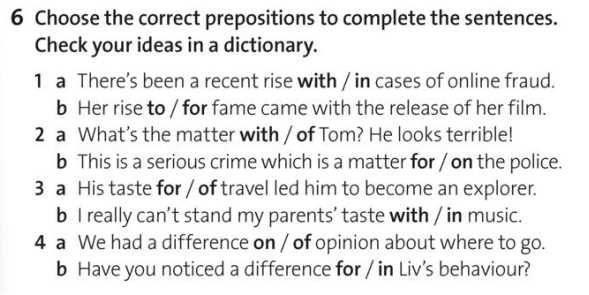 6 Choose the correct prepositions to complete the sentences.
Check your ideas in a dictionary.
1 a There's been a recent rise with / in cases of online fraud.
b Her rise to / for fame came with the release of her film.
2 a What's the matter with / of Tom? He looks terrible!
b This is a serious crime which is a matter for / on the police.
3 a His taste for / of travel led him to become an explorer.
b I really can't stand my parents' taste with / in music.
4 a We had a difference on / of opinion about where to go.
b Have you noticed a difference for / in Liv's behaviour?